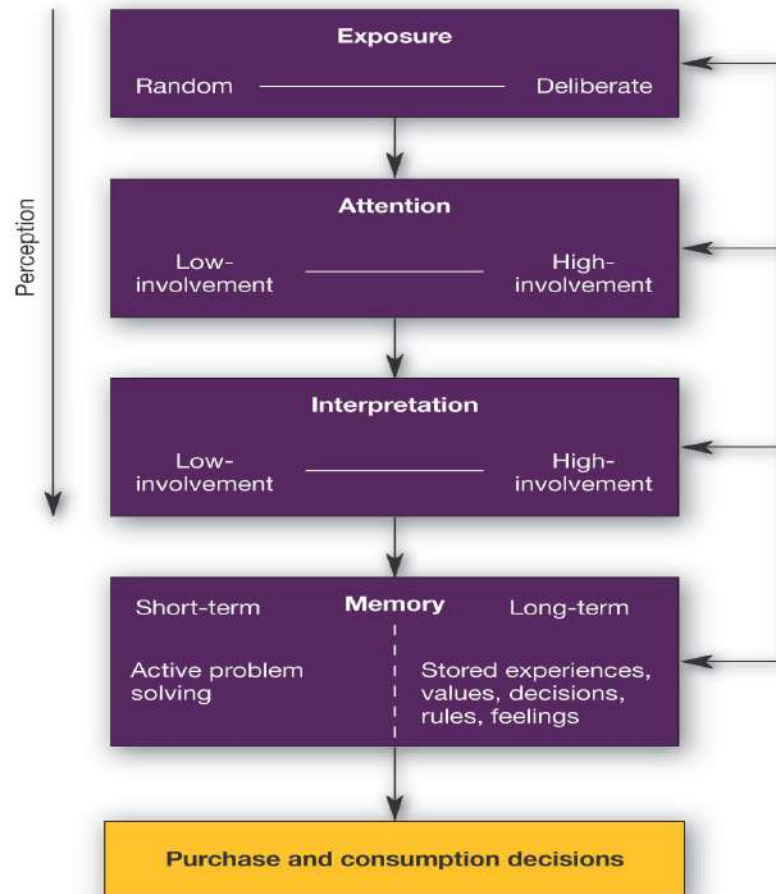 Exposure
Random Deliberate
Perception
Attention
Low-
involvement
High-
involvement
Interpretation
Low-
involvement
High-
involvement
Short-term Memory Long-term
Active problem
solving
Stored experiences,
values, decisions,
rules, feelings
Purchase and consumption decisions